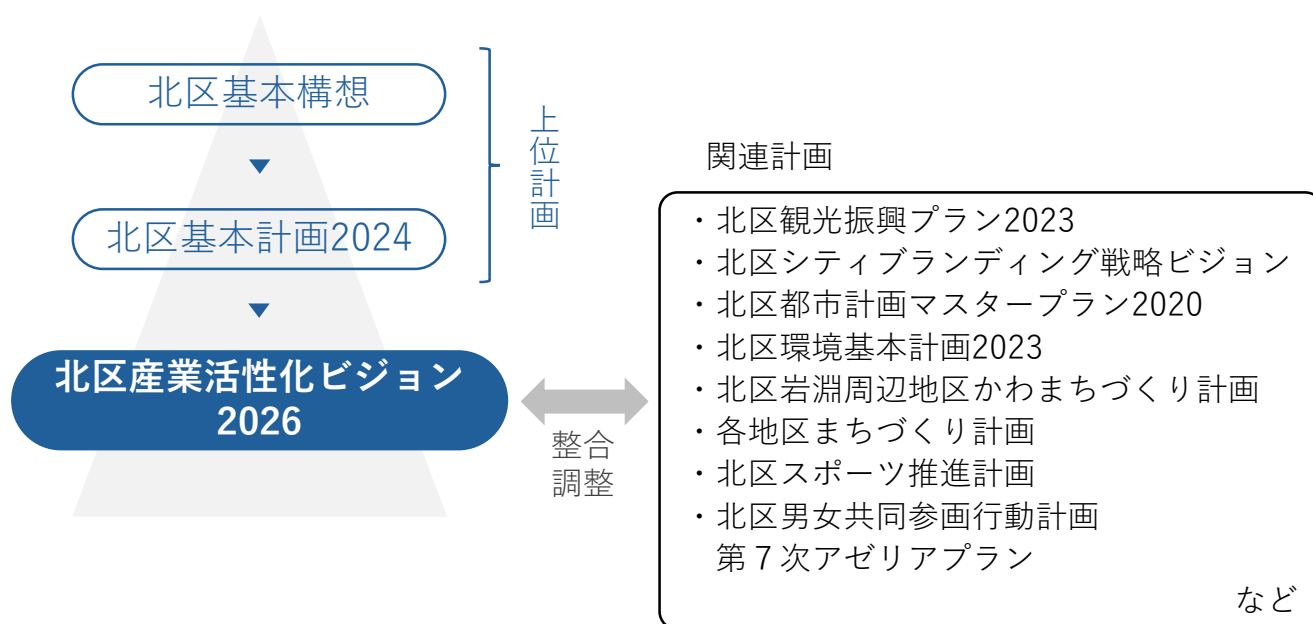 北区基本構想
北区基本計画2024
上位計画
北区産業活性化ビジョン
2026
整合
調整
関連計画
・北区観光振興プラン2023
・北区シティブランディング戦略ビジョン
・北区都市計画マスタープラン2020
・北区環境基本計画2023
・北区岩淵周辺地区かわまちづくり計画
・各地区まちづくり計画
・北区スポーツ推進計画
・北区男女共同参画行動計画
第７次アゼリアプラン
など